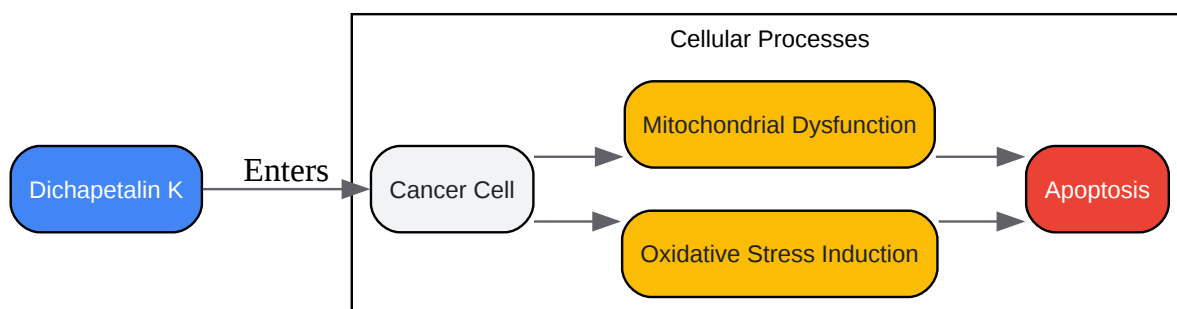 Cellular Processes
Mitochondrial Dysfunction
Dichapetalin K
Enters
Cancer Cell
Apoptosis
Oxidative Stress Induction